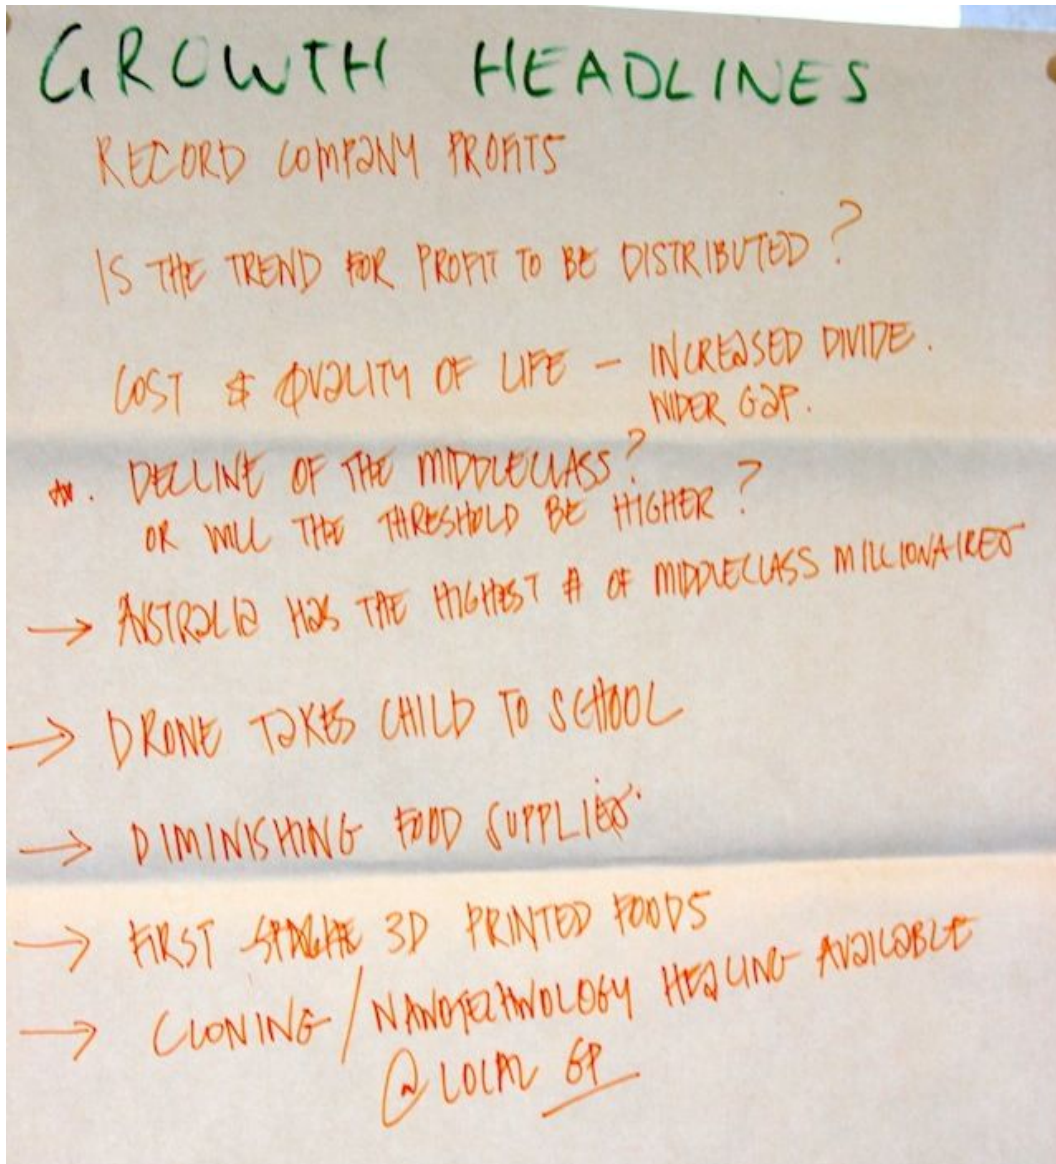 GROWTH HEADLINES
RECORD COMPANY PROFITS
IS THE TREND FOR PROFIT TO BE DISTRIBUTED?
COST & QUALITY OF LIFE - INCREASED DIVIDE.
WIDER GAP.
DECLINE OF THE MIDDLECLASS?
OR WILL THE THRESHOLD BE HIGHER?
→ AUSTRALIA HAS THE HIGHEST # OF MIDDLECLASS MILLIONAIRES
→ DRONE TAKES CHILD TO SCHOOL
→ DIMINISHING FOOD SUPPLIES.
→ FIRST 3D PRINTED FOODS
→ CLONING/NANOTECHNOLOGY HEALING AVAILABLE
@ LOCAL GP